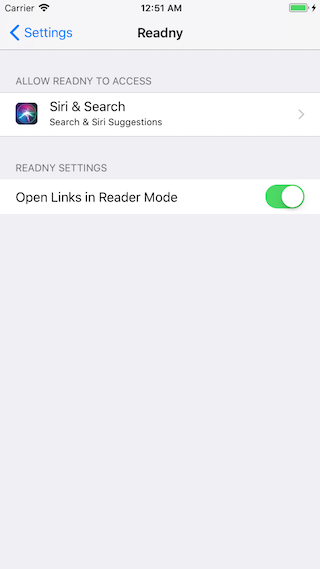 Carrier 12:51 AM
Settings Readny
ALLOW READNY TO ACCESS
Siri & Search
Search & Siri Suggestions
READNY SETTINGS
Open Links in Reader Mode